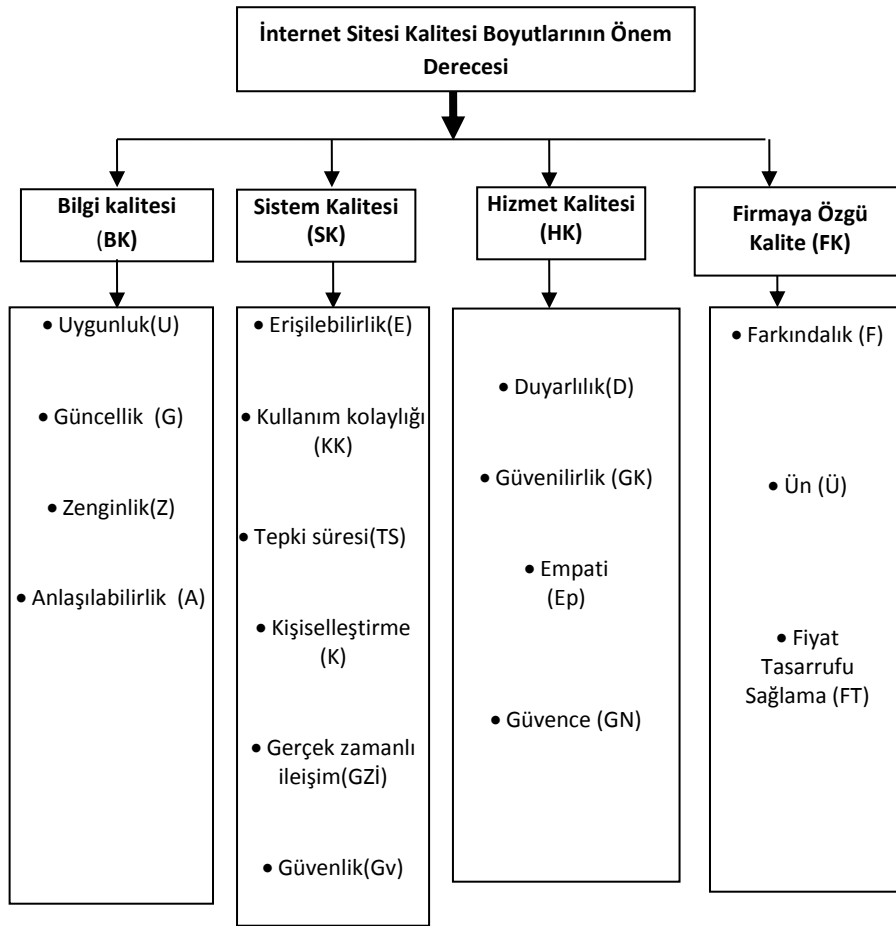 İnternet Sitesi Kalitesi Boyutlarının Önem
Derecesi
Bilgi kalitesi
(BK)
Sistem Kalitesi
(SK)
Hizmet Kalitesi
(HK)
Firmaya Özgü
Kalite (FK)
• Uygunluk(U)
• Güncellik (G)
• Zenginlik(Z)
• Anlaşılabilirlik (A)
• Erişilebilirlik(E)
• Kullanım kolaylığı
(KK)
• Tepki süresi(TS)
• Kişiselleştirme
(K)
• Gerçek zamanlı
ileişim(GZİ)
• Güvenlik(Gv)
• Duyarlılık(D)
• Güvenilirlik (GK)
• Empati
(Ep)
• Güvence (GN)
• Farkındalık (F)
• Ün (Ü)
• Fiyat
Tasarrufu
Sağlama (FT)